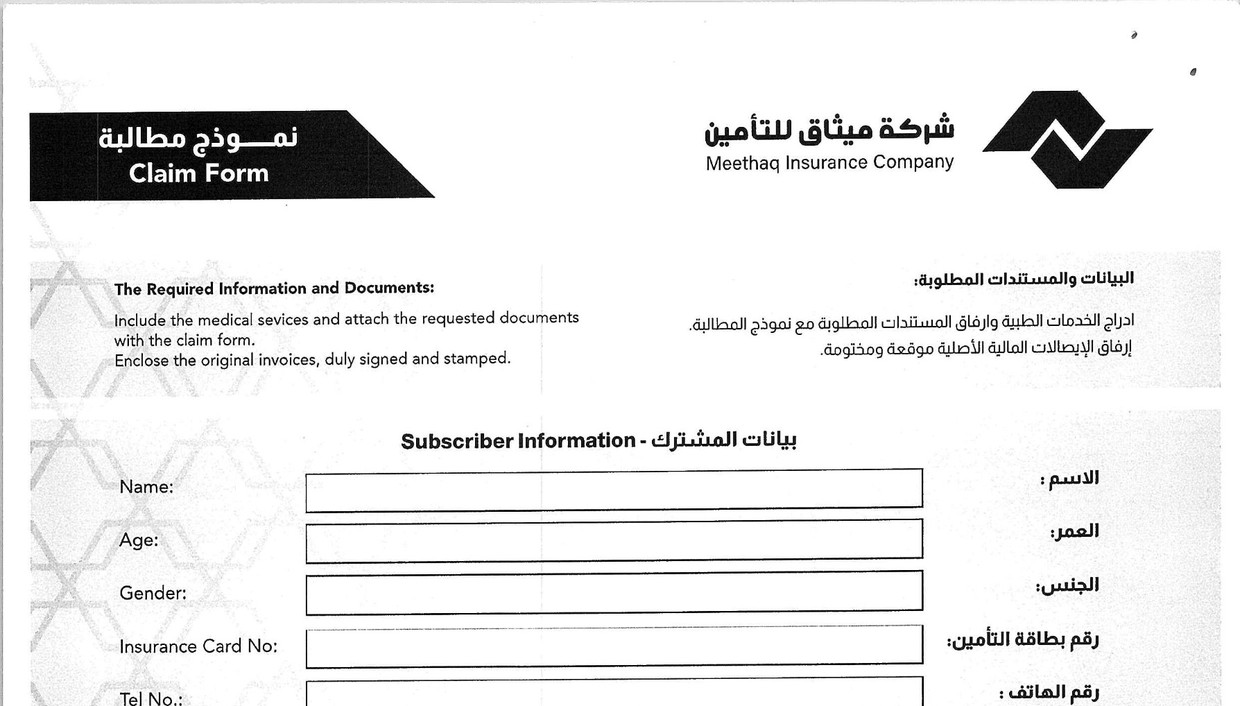 نمـــوذج مطالبة
Claim Form
شركة ميثاق للتأمين
Meethaq Insurance Company
The Required Information and Documents:
Include the medical sevices and attach the requested documents
with the claim form.
Enclose the original invoices, duly signed and stamped.
البيانات والمستندات المطلوبة:
ادراج الخدمات الطبية وارفاق المستندات المطلوبة مع نموذج المطالبة.
إرفاق الإيصالات المالية الأصلية موقعة ومختومة.
Subscriber Information - بيانات المشترك
Name: الاسم :
Age: العمر:
Gender: الجنس:
Insurance Card No: رقم بطاقة التأمين:
Tel No.: رقم الهاتف :